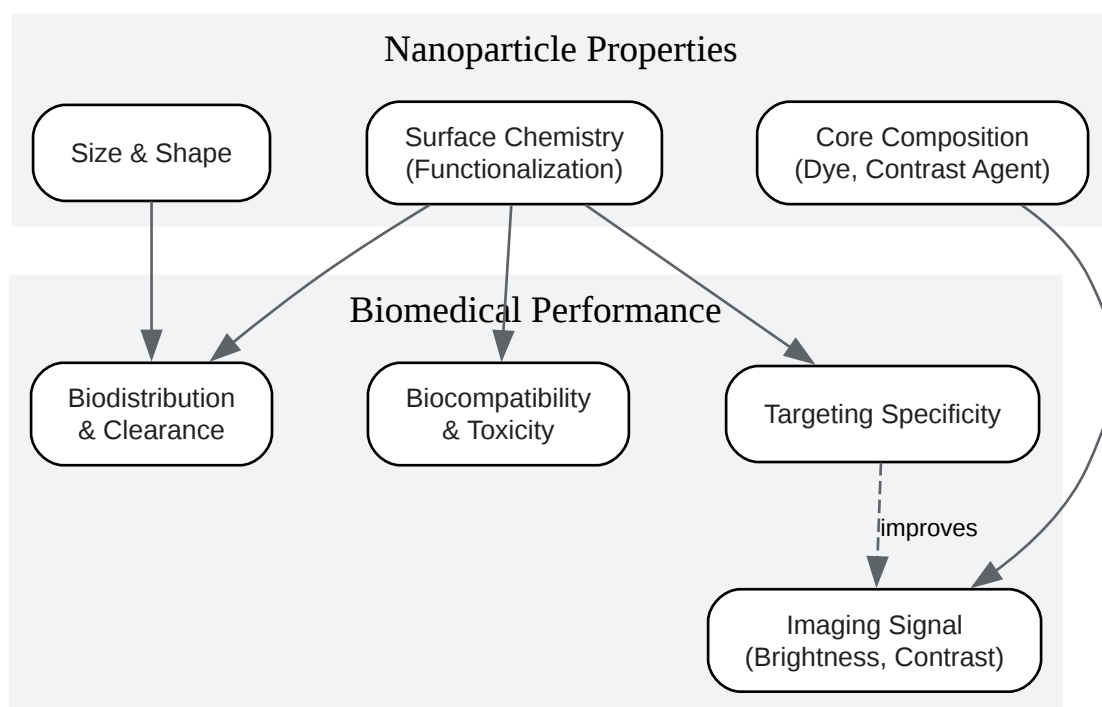 Nanoparticle Properties
Size & Shape
Surface Chemistry
(Functionalization)
Core Composition
(Dye, Contrast Agent)
Biomedical Performance
Biodistribution
& Clearance
Biocompatibility
& Toxicity
Targeting Specificity
improves
Imaging Signal
(Brightness, Contrast)